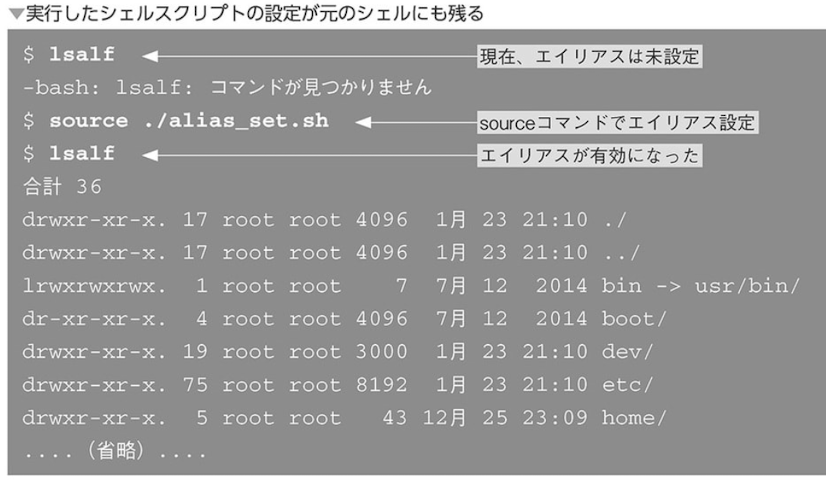 ▼実行したシェルスクリプトの設定が元のシェルにも残る
$ lsalf 現在、エイリアスは未設定
-bash: lsalf: コマンドが見つかりません
$ source ./alias_set.sh sourceコマンドでエイリアス設定
$ lsalf エイリアスが有効になった
合計 36
drwxr-xr-x. 17 root root 4096  1月 23 21:10 ./
drwxr-xr-x. 17 root root 4096  1月 23 21:10 ../
lrwxrwxrwx.  1 root root    7  7月 12  2014 bin -> usr/bin/
dr-xr-xr-x.  4 root root 4096  7月 12  2014 boot/
drwxr-xr-x. 19 root root 3000  1月 23 21:10 dev/
drwxr-xr-x. 75 root root 8192  1月 23 21:10 etc/
drwxr-xr-x.  5 root root   43 12月 25 23:09 home/
....（省略）....